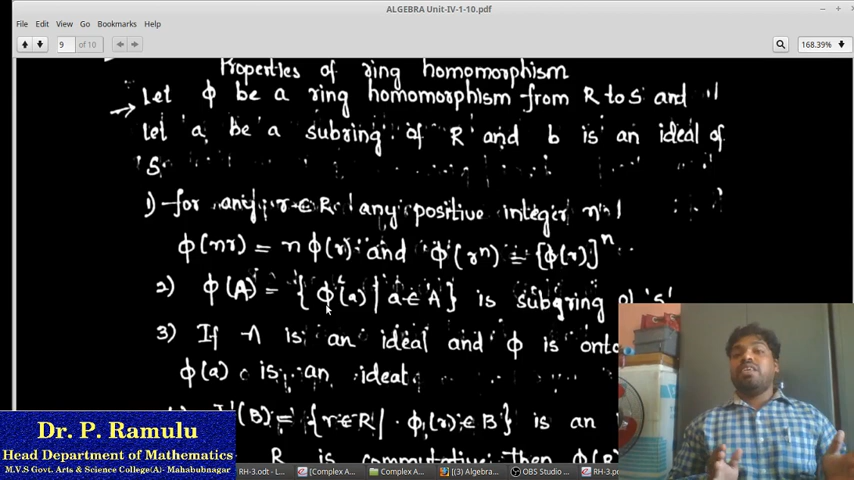 ALGEBRA Unit-IV-1-10.pdf
File Edit View Go Bookmarks Help
9 of 10 168.39%
Properties of ring homomorphism
→ Let ϕ be a ring homomorphism from R to S and
let a be a subring of R and b is an ideal of
'S
1) for any r∈R any positive integer n
ϕ(nr) = n ϕ(r) and ϕ(rⁿ) = {ϕ(r)}ⁿ
2) ϕ(A) = { ϕ(a) | a∈A } is subring of 's'
3) If A is an ideal and ϕ is onto
ϕ(a) is an ideal.
(B) = {r∈R | ϕ(r)∈B} is an
R is commutative then ϕ(R
Dr. P. Ramulu
Head Department of Mathematics
M.V.S Govt. Arts & Science College(A)- Mahabubnagar
RH-3.odt - L... [Complex A... Complex A... [(3) Algebra... OBS Studio ... RH-3.p